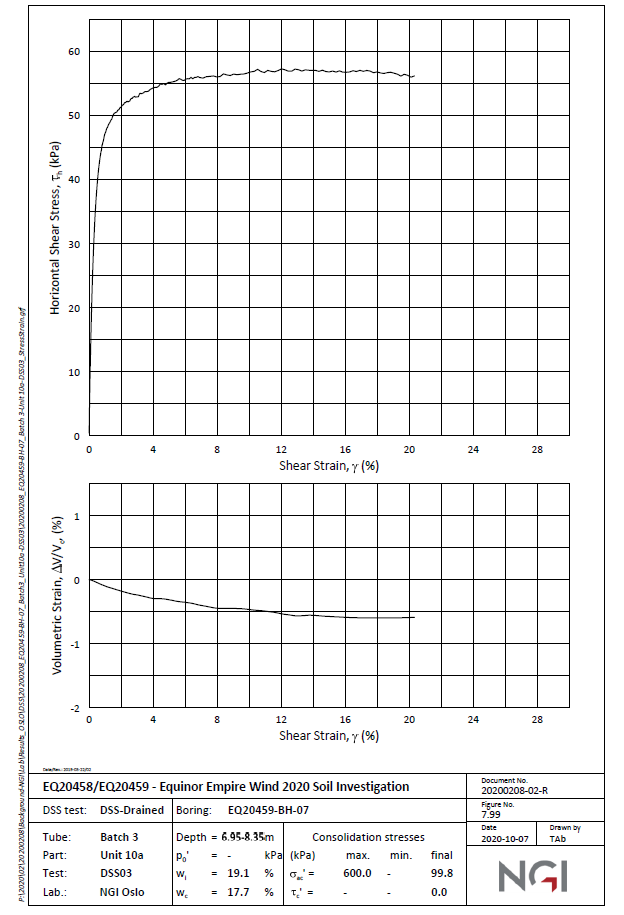 60
50
40
30
20
10
0
Horizontal Shear Stress, τh (kPa)
0 4 8 12 16 20 24 28
Shear Strain, γ (%)
1
0
-1
-2
Volumetric Strain, ΔV/Vc, (%)
0 4 8 12 16 20 24 28
Shear Strain, γ (%)
EQ20458/EQ20459 - Equinor Empire Wind 2020 Soil Investigation
Document No.
20200208-02-R
DSS test: DSS-Drained Boring: EQ20459-BH-07
Figure No.
7.99
Date
2020-10-07
Drawn by
TAb
Tube: Batch 3 Depth = 6.95-8.35m Consolidation stresses
Part: Unit 10a p0' = - kPa (kPa) max. min. final
Test: DSS03 wi = 19.1 % σac' = 600.0 - 99.8
Lab.: NGI Oslo wc = 17.7 % τc' = - - 0.0
NGI